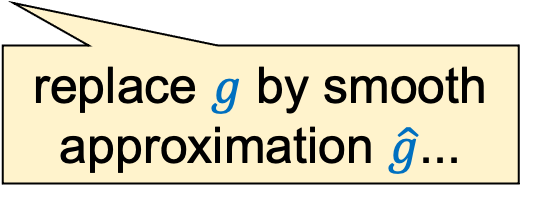 replace g by smooth
approximation ĝ...